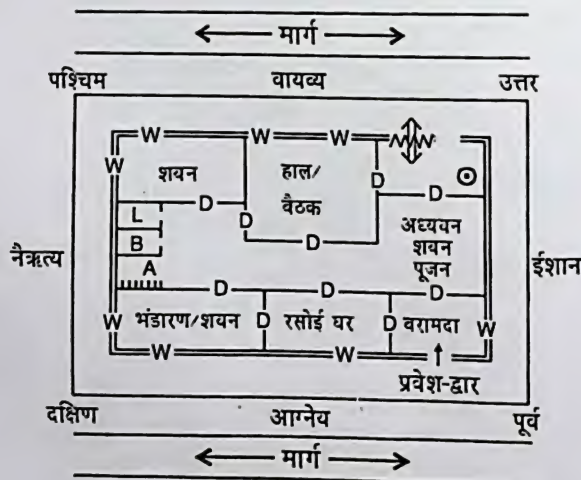 मार्ग
पश्चिम वायव्य उत्तर
W W W W
शयन हाल/ D
L D D बैठक D अध्ययन
B D शयन
नैऋत्य A पूजन ईशान
D D D
W भंडारण/शयन D रसोई घर D वरामदा W
W W
प्रवेश-द्वार
दक्षिण आग्नेय पूर्व
मार्ग